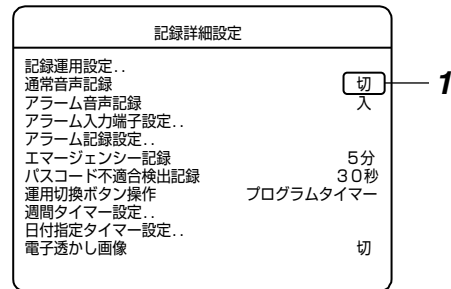 記録詳細設定
記録運用設定..
通常音声記録 切 1
アラーム音声記録 入
アラーム入力端子設定..
アラーム記録設定..
エマージェンシー記録 5分
パスコード不適合検出記録 30秒
運用切換ボタン操作 プログラムタイマー
週間タイマー設定..
日付指定タイマー設定..
電子透かし画像 切